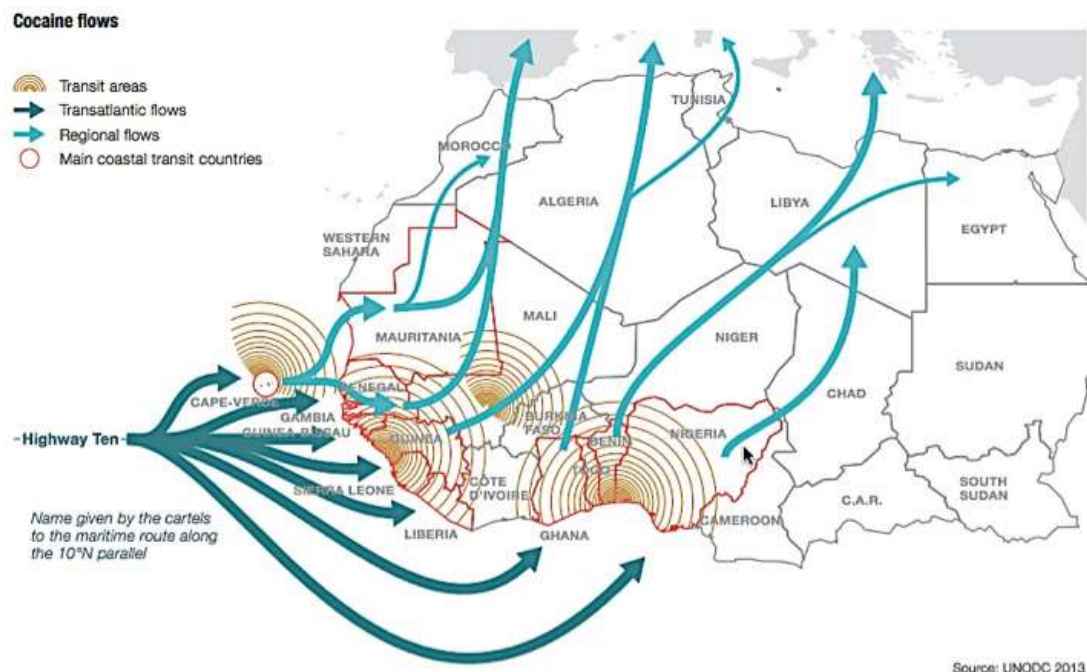 Cocaine flows
Transit areas
Transatlantic flows
Regional flows
Main coastal transit countries
TUNISIA
MOROCCO
ALGERIA
LIBYA
EGYPT
WESTERN
SAHARA
MAURITANIA
MALI
NIGER
CHAD
SUDAN
CAPE-VERDE
SENEGAL
GAMBIA
GUINEA BISSAU
GUINEA
BURKINA
FASO
BENIN
NIGERIA
Highway Ten
TOGO
SIERRA LEONE
CÔTE
D'IVOIRE
SOUTH
SUDAN
C.A.R.
CAMEROON
LIBERIA
GHANA
Name given by the cartels
to the maritime route along
the 10°N parallel
Source: UNODC 2013